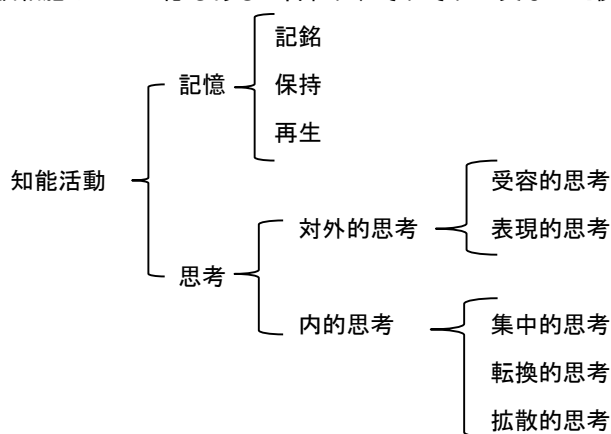 記銘
記憶
保持
再生
知能活動
受容的思考
対外的思考
表現的思考
思考
内的思考
集中的思考
転換的思考
拡散的思考